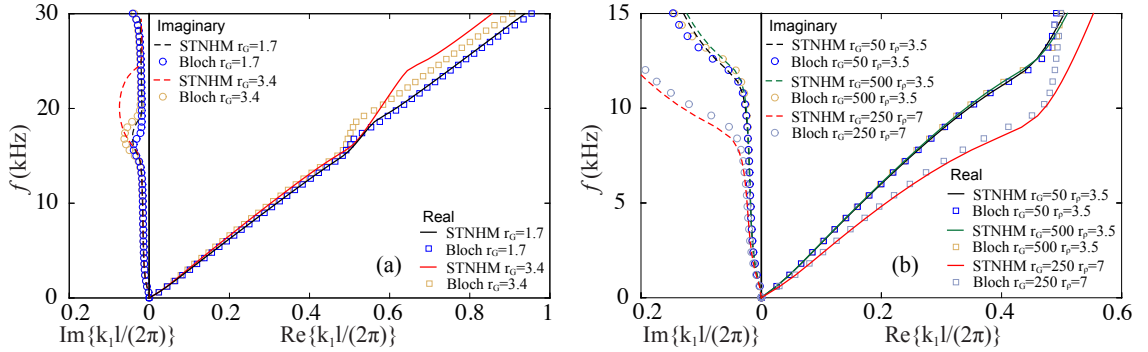 30
20
10
0
f (kHz)
Imaginary
STNHM r_G=1.7
Bloch r_G=1.7
STNHM r_G=3.4
Bloch r_G=3.4
Real
STNHM r_G=1.7
Bloch r_G=1.7
STNHM r_G=3.4
Bloch r_G=3.4
(a)
0 0.2 0.4 0.6 0.8 1
Im{k₁l/(2π)} Re{k₁l/(2π)}
15
10
5
0
f (kHz)
Imaginary
STNHM r_G=50 r_ρ=3.5
Bloch r_G=50 r_ρ=3.5
STNHM r_G=500 r_ρ=3.5
Bloch r_G=500 r_ρ=3.5
STNHM r_G=250 r_ρ=7
Bloch r_G=250 r_ρ=7
Real
STNHM r_G=50 r_ρ=3.5
Bloch r_G=50 r_ρ=3.5
STNHM r_G=500 r_ρ=3.5
Bloch r_G=500 r_ρ=3.5
STNHM r_G=250 r_ρ=7
Bloch r_G=250 r_ρ=7
(b)
-0.2 0 0.2 0.4 0.6
Im{k₁l/(2π)} Re{k₁l/(2π)}